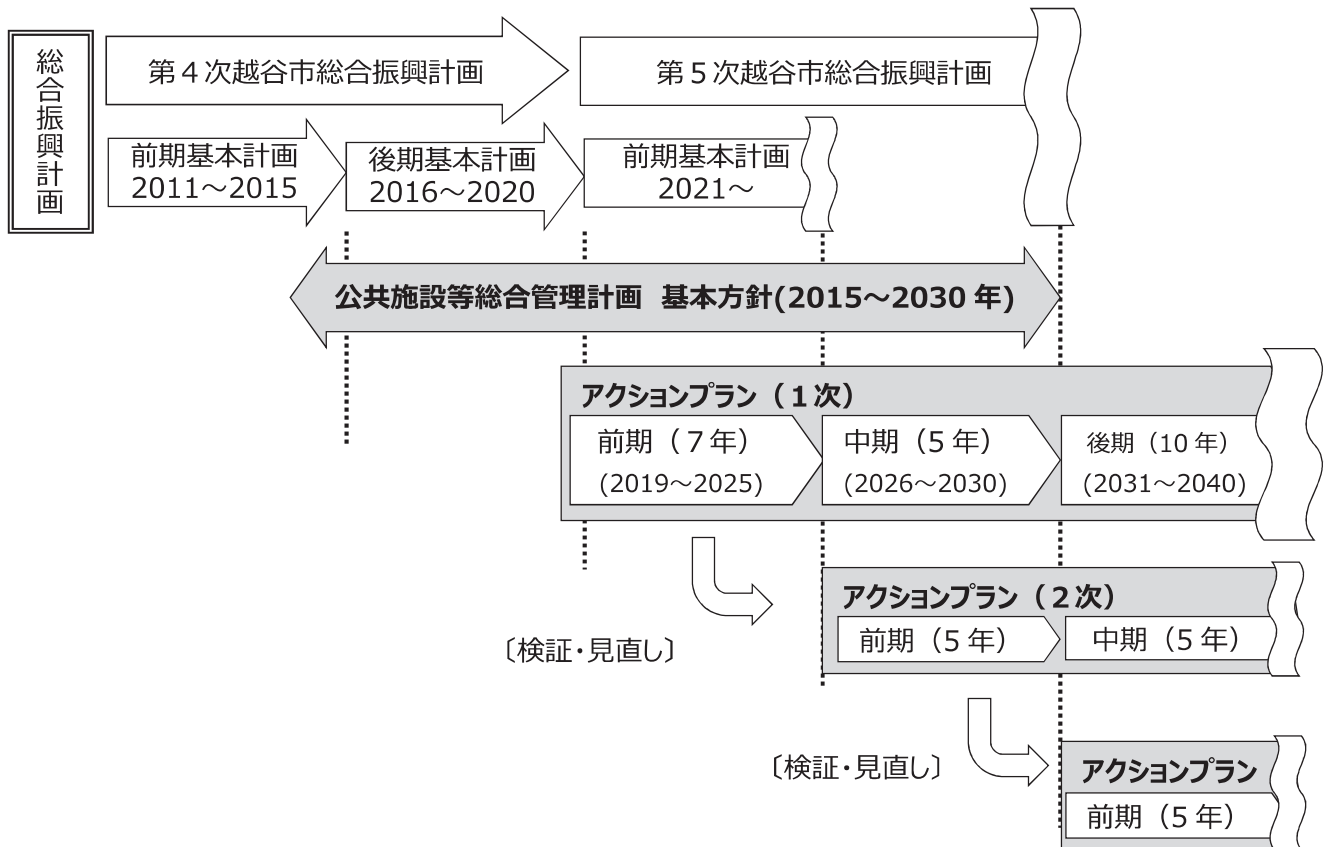 総合振興計画
第4次越谷市総合振興計画
第5次越谷市総合振興計画
前期基本計画
2011～2015
後期基本計画
2016～2020
前期基本計画
2021～
公共施設等総合管理計画 基本方針(2015～2030 年)
アクションプラン（１次）
前期（7 年）
(2019～2025)
中期（5 年）
(2026～2030)
後期（10 年）
(2031～2040)
〔検証・見直し〕
アクションプラン（２次）
前期（5 年）
中期（5 年）
〔検証・見直し〕
アクションプラン
前期（5 年）